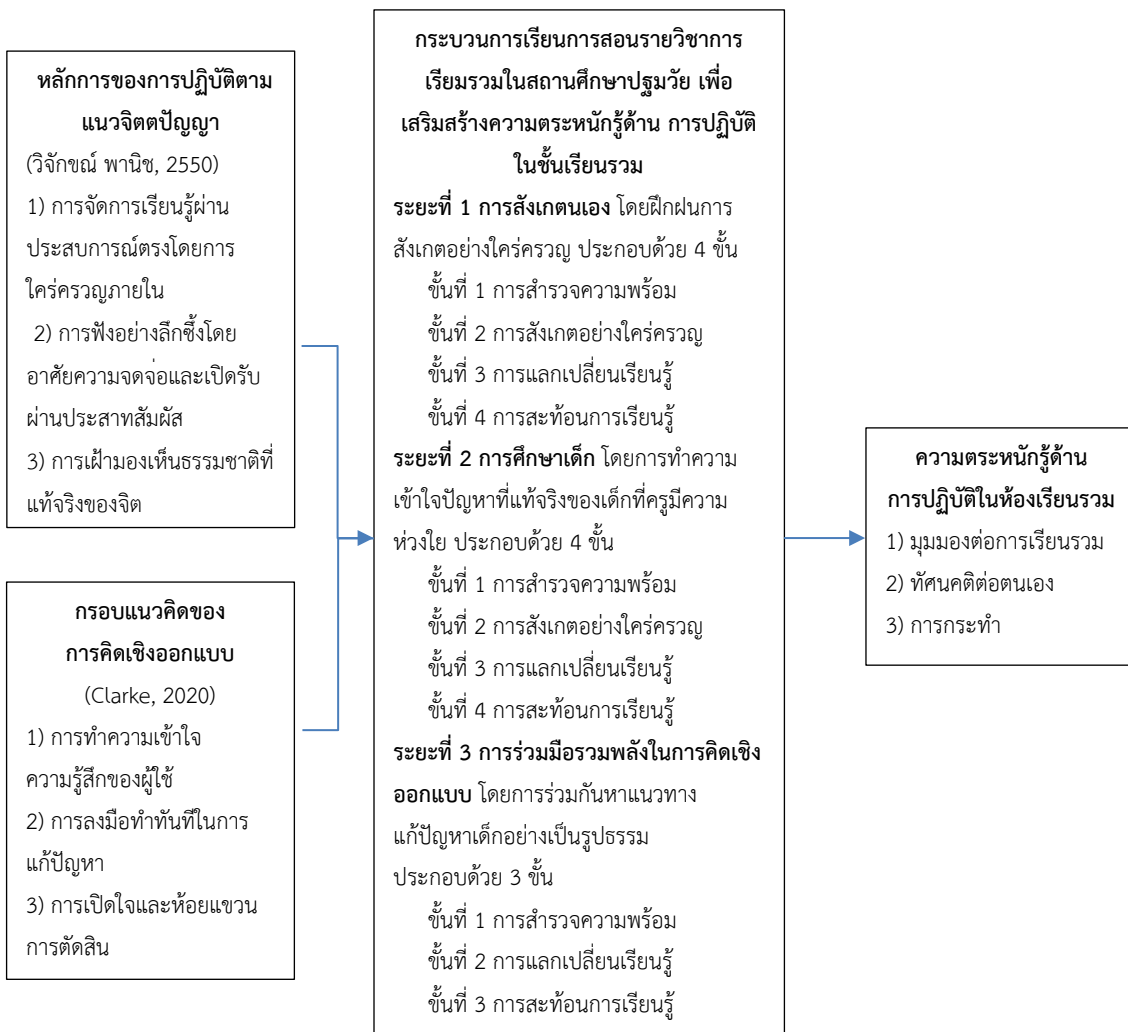 หลักการของการปฏิบัติตาม
แนวจิตตปัญญา
(วิจักขณ์ พานิช, 2550)
1) การจัดการเรียนรู้ผ่าน
ประสบการณ์ตรงโดยการ
ใคร่ครวญภายใน
2) การฟังอย่างลึกซึ้งโดย
อาศัยความจดจ่อและเปิดรับ
ผ่านประสาทสัมผัส
3) การเฝ้ามองเห็นธรรมชาติที่
แท้จริงของจิต
กรอบแนวคิดของ
การคิดเชิงออกแบบ
(Clarke, 2020)
1) การทำความเข้าใจ
ความรู้สึกของผู้ใช้
2) การลงมือทำทันทีในการ
แก้ปัญหา
3) การเปิดใจและห้อยแขวน
การตัดสิน
กระบวนการเรียนการสอนรายวิชาการ
เรียมรวมในสถานศึกษาปฐมวัย เพื่อ
เสริมสร้างความตระหนักรู้ด้าน การปฏิบัติ
ในชั้นเรียนรวม
ระยะที่ 1 การสังเกตนเอง โดยฝึกฝนการ
สังเกตอย่างใคร่ครวญ ประกอบด้วย 4 ขั้น
ขั้นที่ 1 การสำรวจความพร้อม
ขั้นที่ 2 การสังเกตอย่างใคร่ครวญ
ขั้นที่ 3 การแลกเปลี่ยนเรียนรู้
ขั้นที่ 4 การสะท้อนการเรียนรู้
ระยะที่ 2 การศึกษาเด็ก โดยการทำความ
เข้าใจปัญหาที่แท้จริงของเด็กที่ครูมีความ
ห่วงใย ประกอบด้วย 4 ขั้น
ขั้นที่ 1 การสำรวจความพร้อม
ขั้นที่ 2 การสังเกตอย่างใคร่ครวญ
ขั้นที่ 3 การแลกเปลี่ยนเรียนรู้
ขั้นที่ 4 การสะท้อนการเรียนรู้
ระยะที่ 3 การร่วมมือรวมพลังในการคิดเชิง
ออกแบบ โดยการร่วมกันหาแนวทาง
แก้ปัญหาเด็กอย่างเป็นรูปธรรม
ประกอบด้วย 3 ขั้น
ขั้นที่ 1 การสำรวจความพร้อม
ขั้นที่ 2 การแลกเปลี่ยนเรียนรู้
ขั้นที่ 3 การสะท้อนการเรียนรู้
ความตระหนักรู้ด้าน
การปฏิบัติในห้องเรียนรวม
1) มุมมองต่อการเรียนรวม
2) ทัศนคติต่อตนเอง
3) การกระทำ